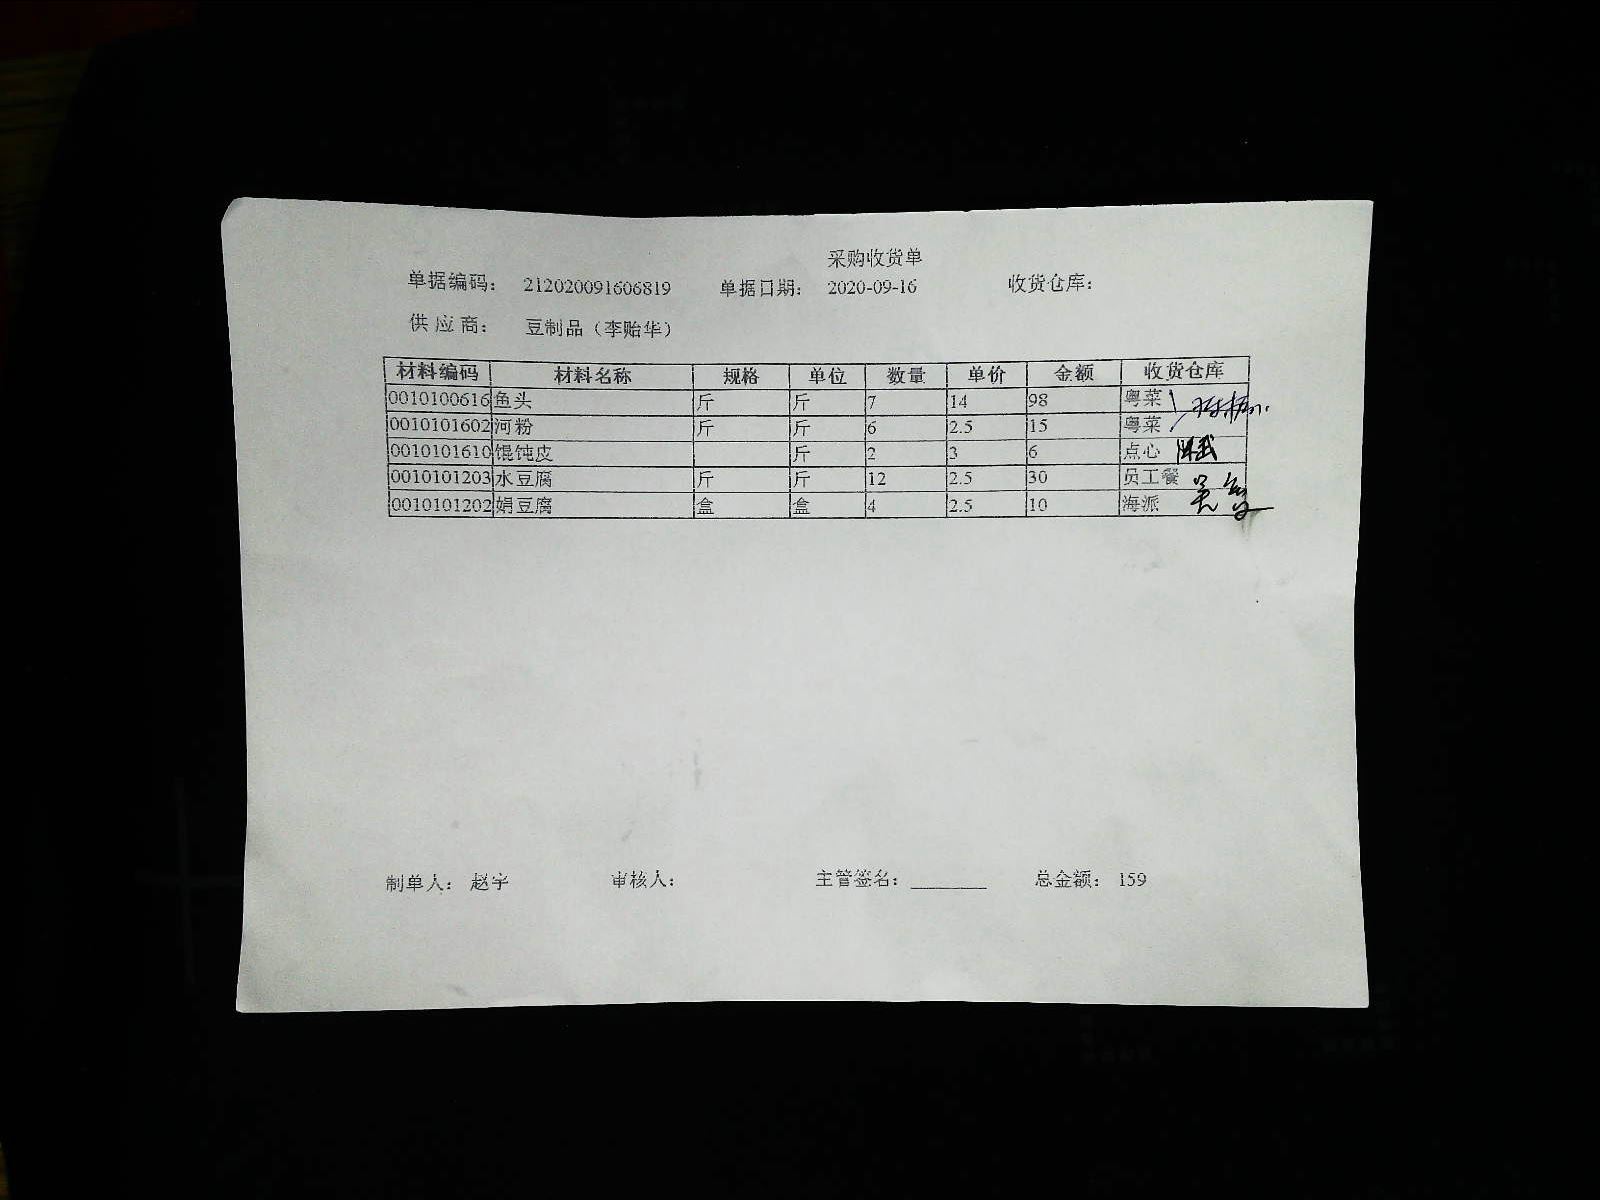 采购收货单
单据编码： 212020091606819 单据日期： 2020-09-16 收货仓库：
供应商： 豆制品（李贻华）
材料编码 材料名称 规格 单位 数量 单价 金额 收货仓库
0010100616 鱼头 斤 斤 7 14 98 粤菜
0010101602 河粉 斤 斤 6 2.5 15 粤菜
0010101610 馄饨皮 斤 2 3 6 点心
0010101203 水豆腐 斤 斤 12 2.5 30 员工餐
0010101202 娟豆腐 盒 盒 4 2.5 10 海派
制单人： 赵宇 审核人： 主管签名： ________ 总金额： 159